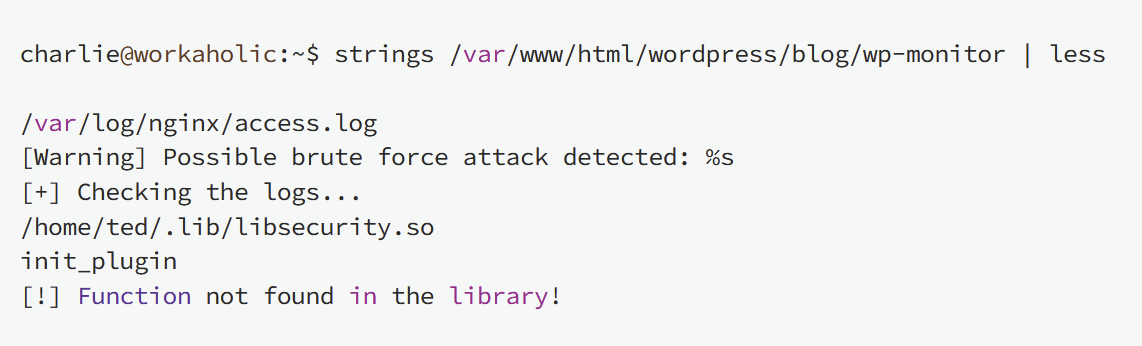 charlie@workaholic:~$ strings /var/www/html/wordpress/blog/wp-monitor | less
/var/log/nginx/access.log
[Warning] Possible brute force attack detected: %s
[+] Checking the logs...
/home/ted/.lib/libsecurity.so
init_plugin
[!] Function not found in the library!